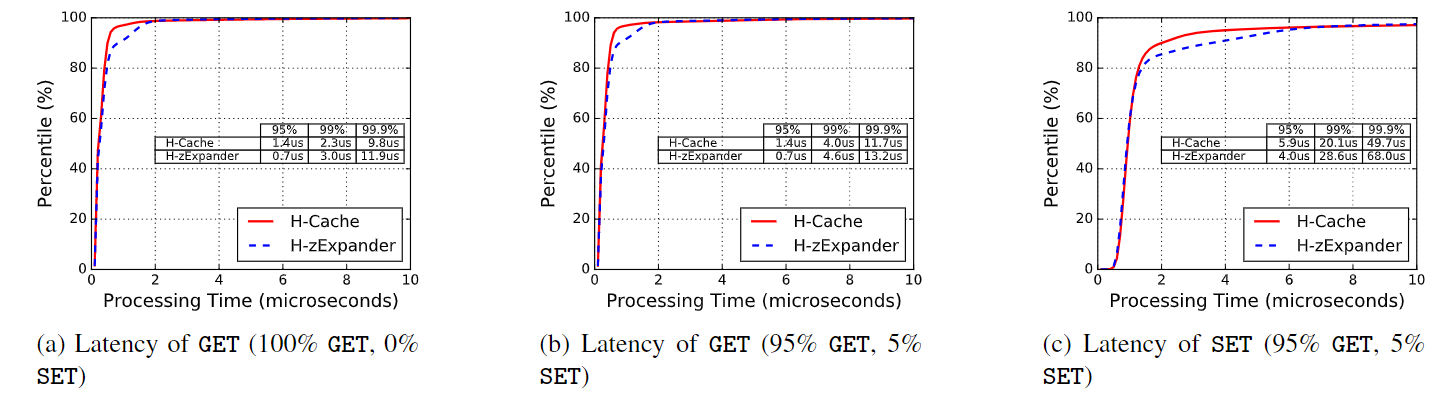 100
80
60
40
20
0
Percentile (%)
95% 99% 99.9%
H-Cache 1.4us 2.3us 9.8us
H-zExpander 0.7us 3.0us 11.9us
H-Cache
H-zExpander
0 2 4 6 8 10
Processing Time (microseconds)
(a) Latency of GET (100% GET, 0%
SET)
100
80
60
40
20
0
Percentile (%)
95% 99% 99.9%
H-Cache 1.4us 4.0us 11.7us
H-zExpander 0.7us 4.6us 13.2us
H-Cache
H-zExpander
0 2 4 6 8 10
Processing Time (microseconds)
(b) Latency of GET (95% GET, 5%
SET)
100
80
60
40
20
0
Percentile (%)
95% 99% 99.9%
H-Cache 5.9us 20.1us 49.7us
H-zExpander 4.0us 28.6us 68.0us
H-Cache
H-zExpander
0 2 4 6 8 10
Processing Time (microseconds)
(c) Latency of SET (95% GET, 5%
SET)